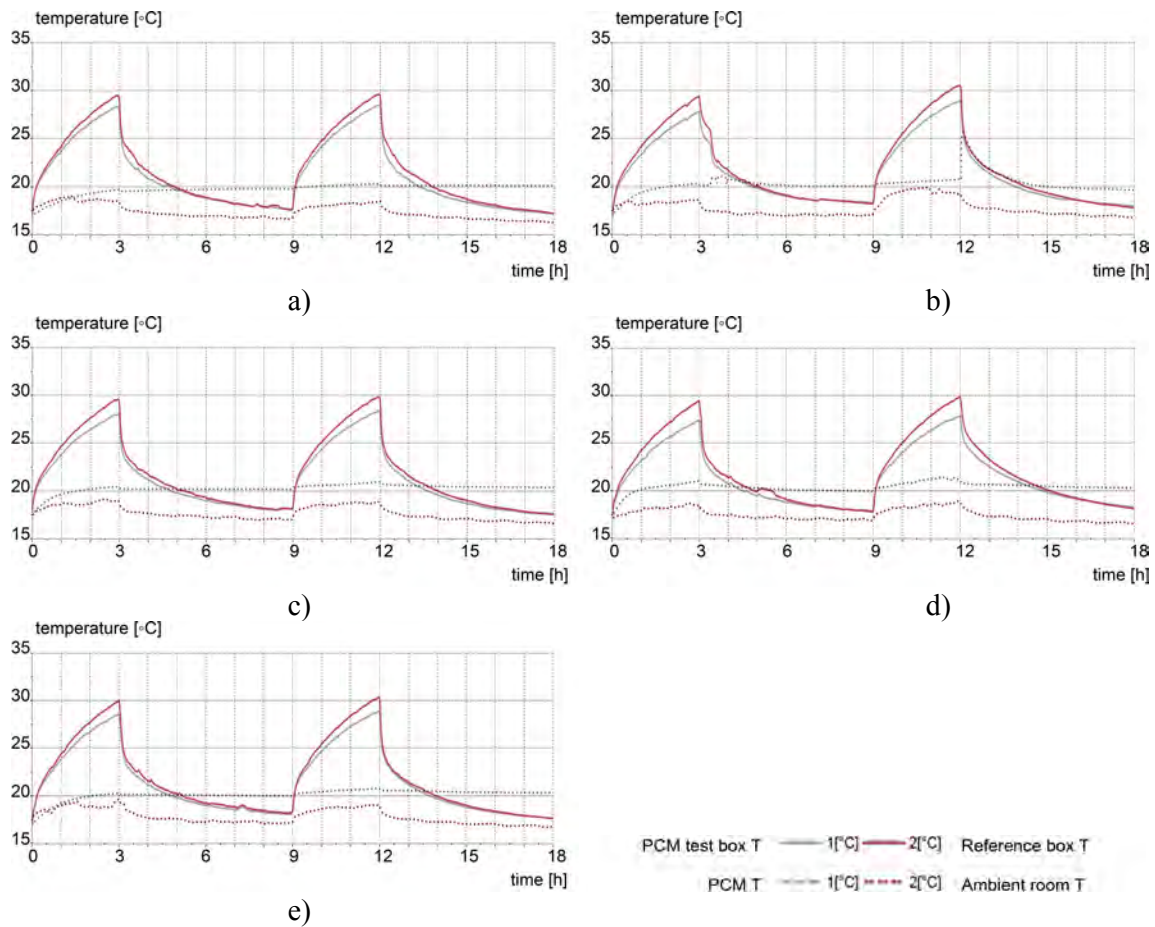 temperature [°C]
35
30
25
20
15
0 3 6 9 12 15 18
time [h]
a)
temperature [°C]
35
30
25
20
15
0 3 6 9 12 15 18
time [h]
b)
temperature [°C]
35
30
25
20
15
0 3 6 9 12 15 18
time [h]
c)
temperature [°C]
35
30
25
20
15
0 3 6 9 12 15 18
time [h]
d)
temperature [°C]
35
30
25
20
15
0 3 6 9 12 15 18
time [h]
e)
PCM test box T 1[°C] 2[°C] Reference box T
PCM T 1[°C] 2[°C] Ambient room T